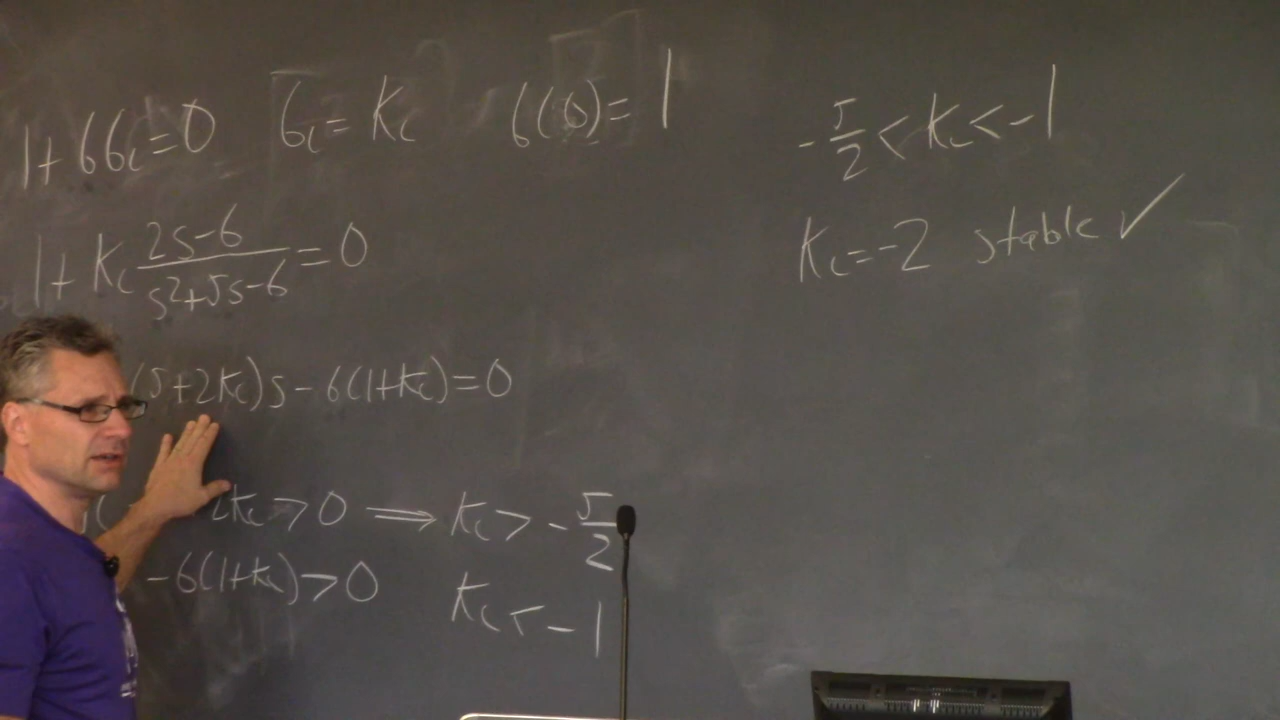 1+GGc=0 Gc=Kc G(0)=1
1+Kc (2s-6)/(s²+5s-6)=0
(5+2Kc)s-6(1+Kc)=0
2Kc>0 ⟹ Kc>-5/2
-6(1+Kc)>0 Kc<-1
-5/2<Kc<-1
Kc=-2 stable ✓